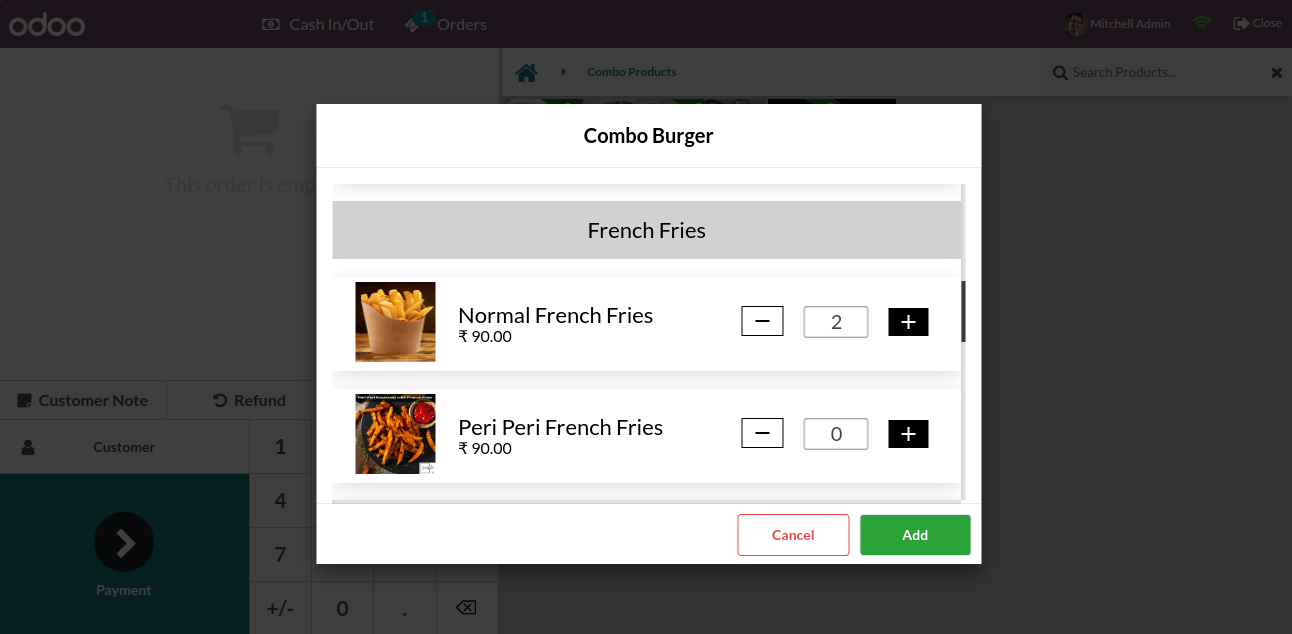 odoo
Cash In/Out
1
Orders
Mitchell Admin
Close
Combo Products
Search Products...
This order is emp
Combo Burger
French Fries
Normal French Fries
₹ 90.00
2
Peri Peri French Fries
₹ 90.00
0
Cancel
Add
Customer Note
Refund
Customer
1
4
7
+/-
0
.
Payment